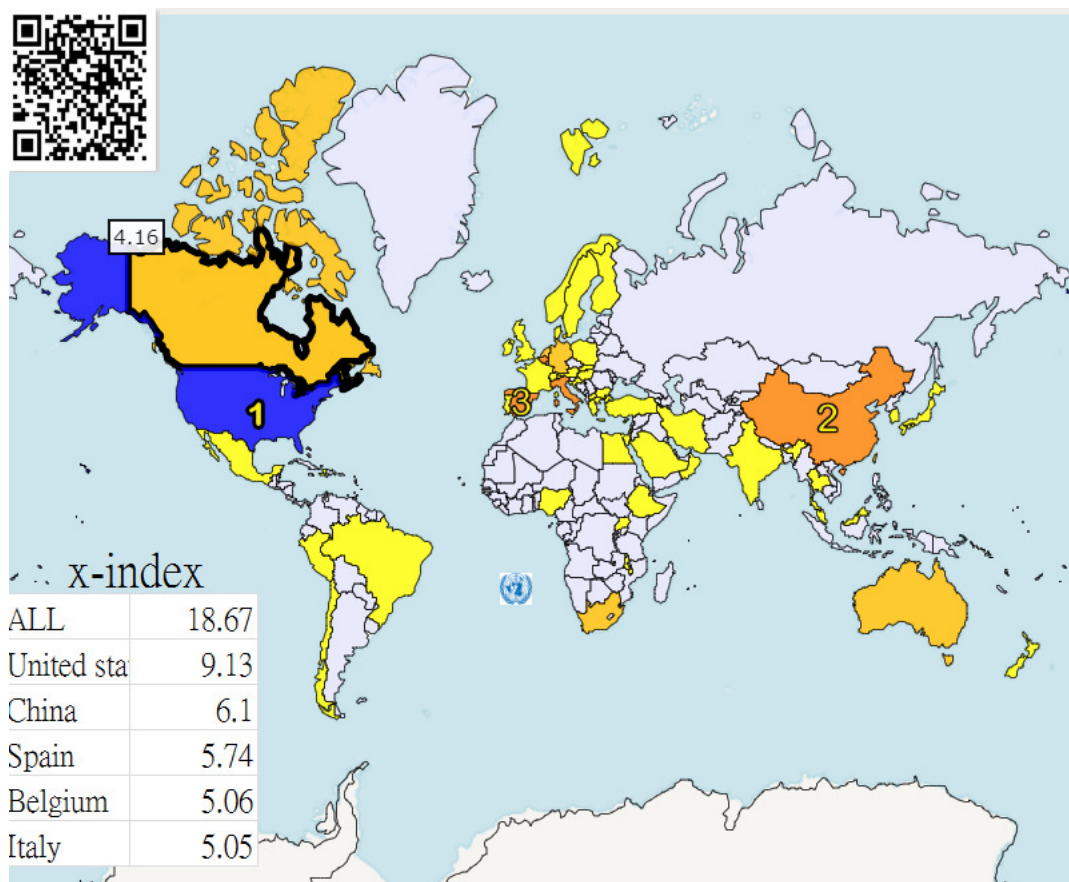 4.16
1
3
2
x-index
ALL 18.67
United sta 9.13
China 6.1
Spain 5.74
Belgium 5.06
Italy 5.05